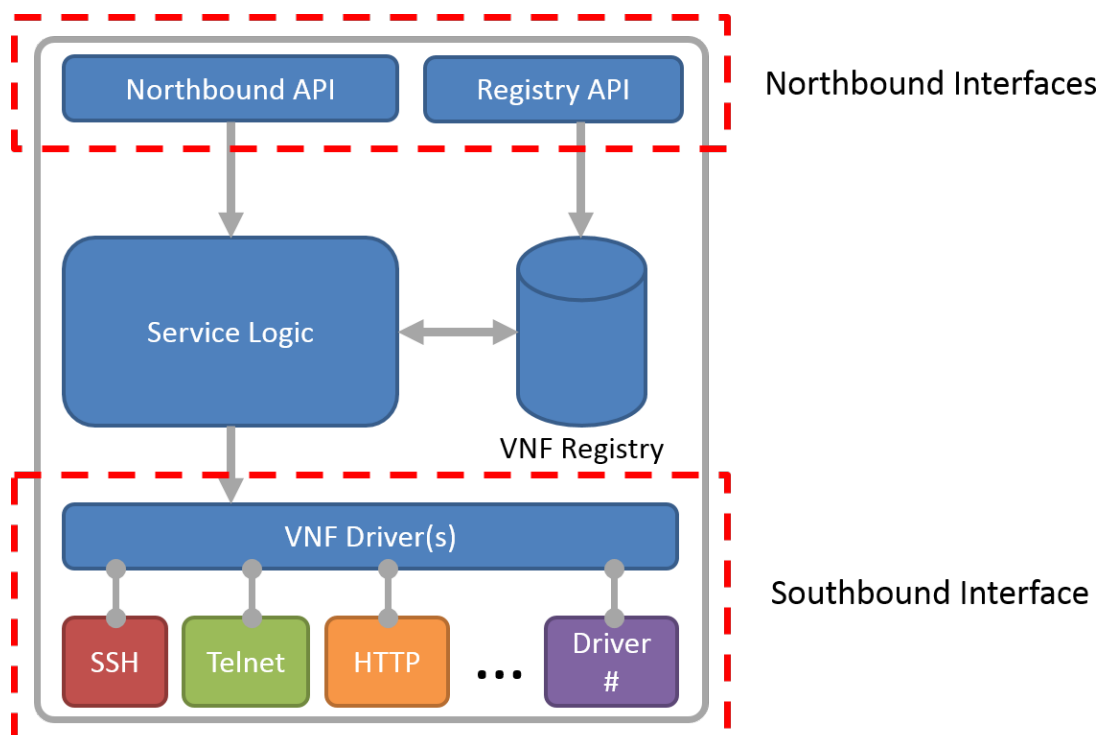 Northbound API
Registry API
Northbound Interfaces
Service Logic
VNF Registry
VNF Driver(s)
Southbound Interface
SSH
Telnet
HTTP
...
Driver
#